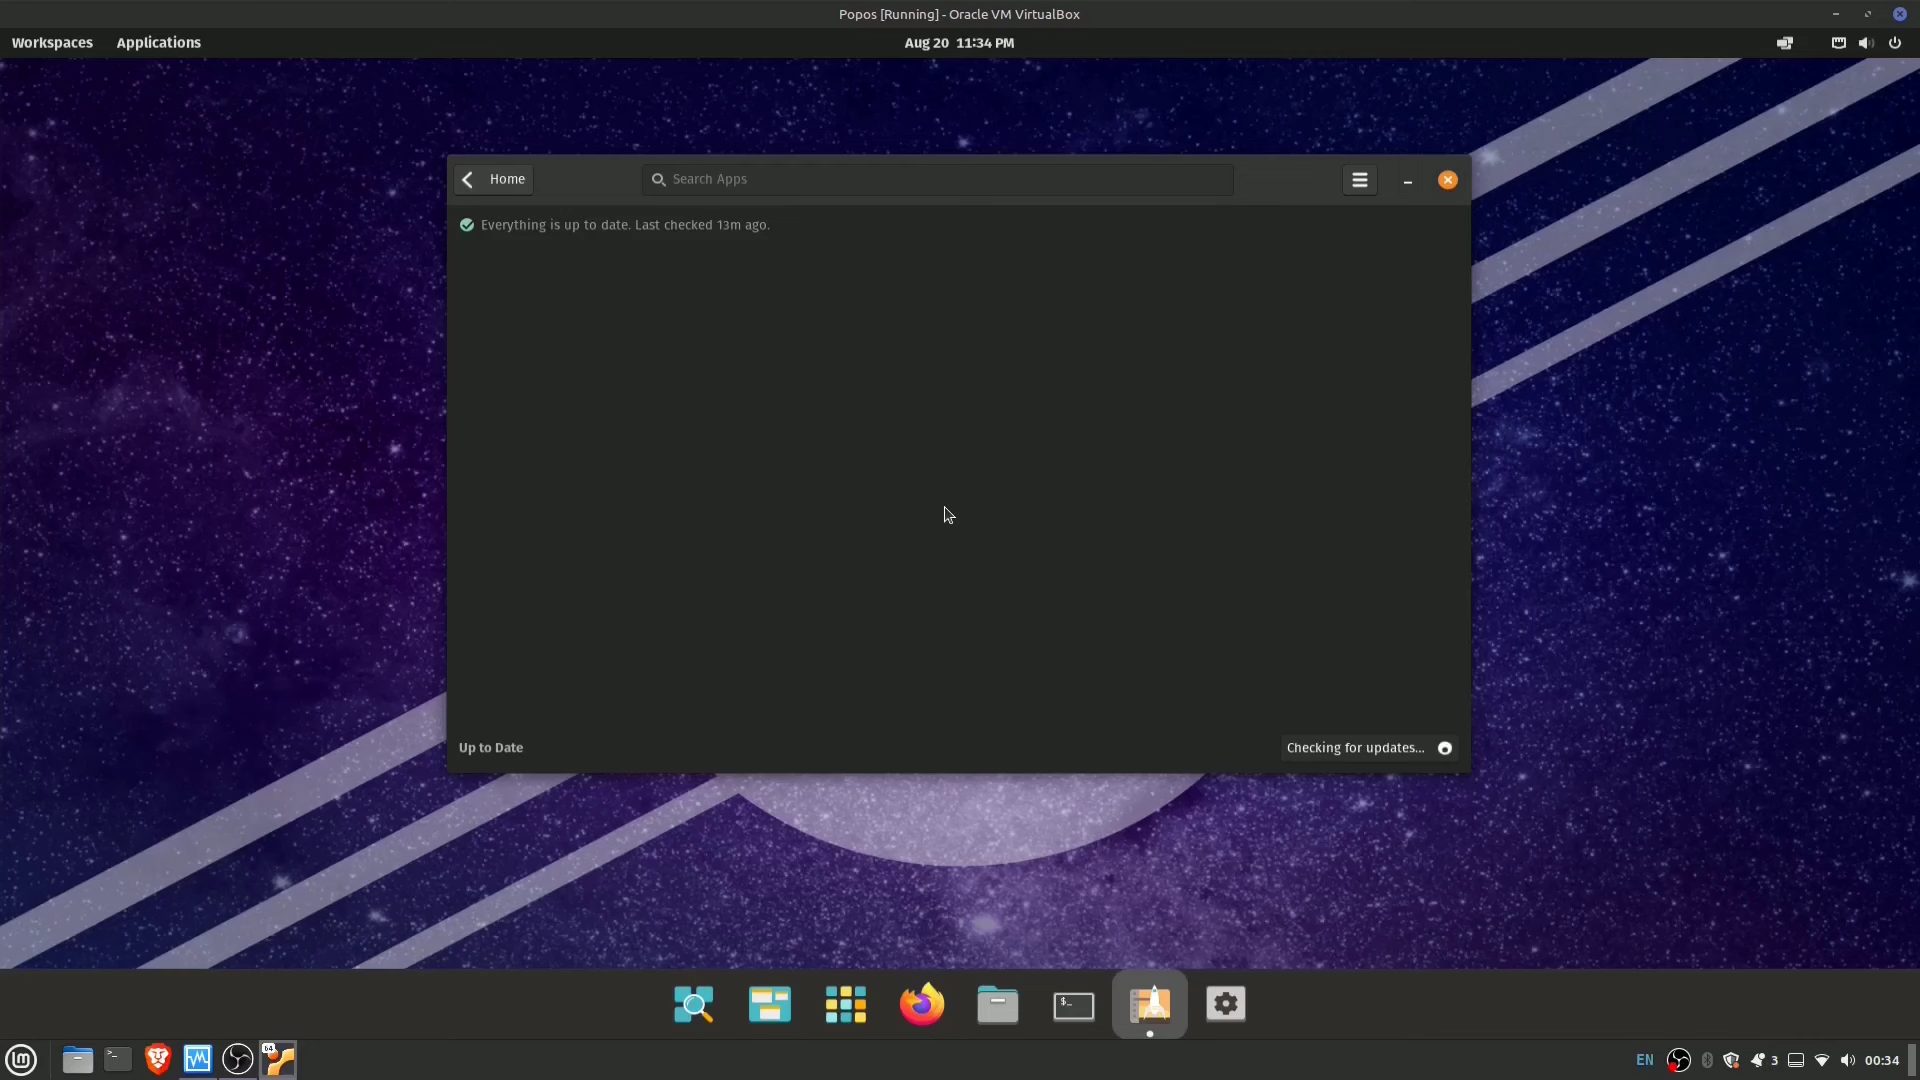 Popos [Running] - Oracle VM VirtualBox
Workspaces Applications Aug 20 11:34 PM
Home Search Apps
Everything is up to date. Last checked 13m ago.
Up to Date Checking for updates...
$_
>_ 64 EN 3 00:34